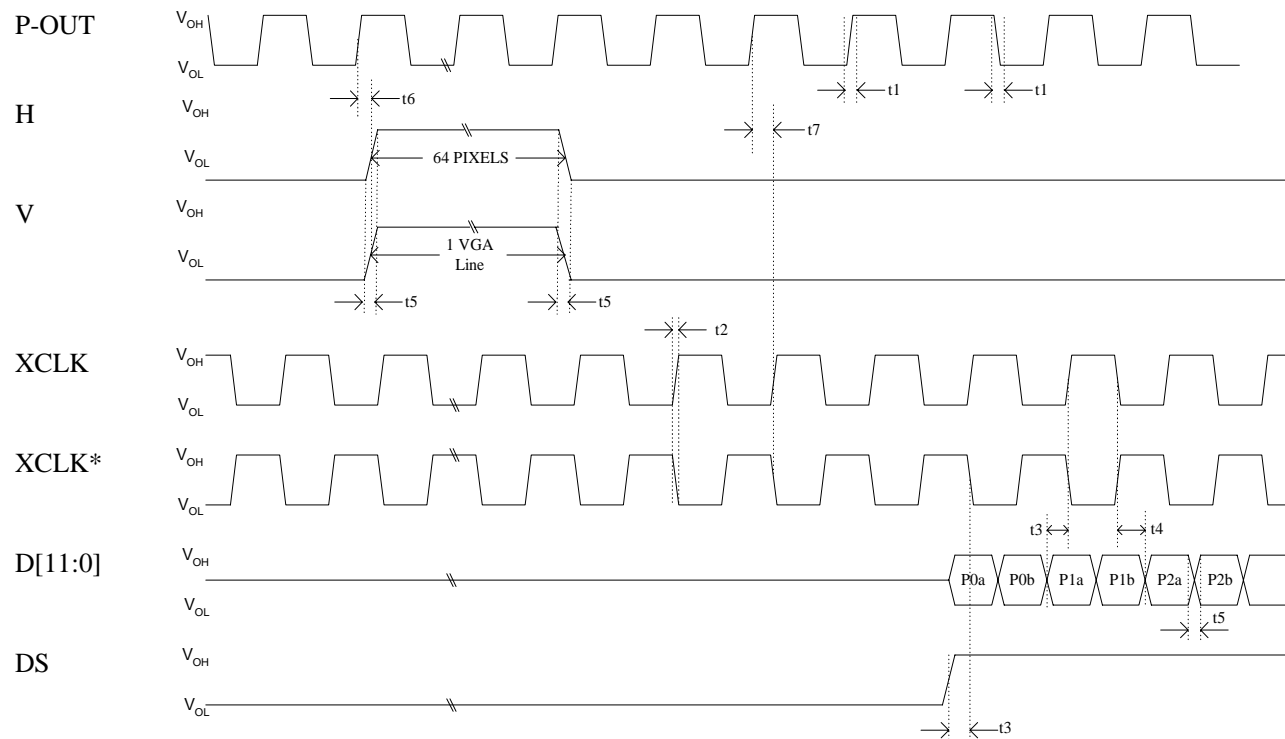 P-OUT
VOH
VOL
t6
t1
t1
H
VOH
VOL
64 PIXELS
t7
V
VOH
VOL
1 VGA
Line
t5
t5
t2
XCLK
VOH
VOL
XCLK*
VOH
VOL
t3
t4
D[11:0]
VOH
VOL
P0a
P0b
P1a
P1b
P2a
P2b
t5
DS
VOH
VOL
t3